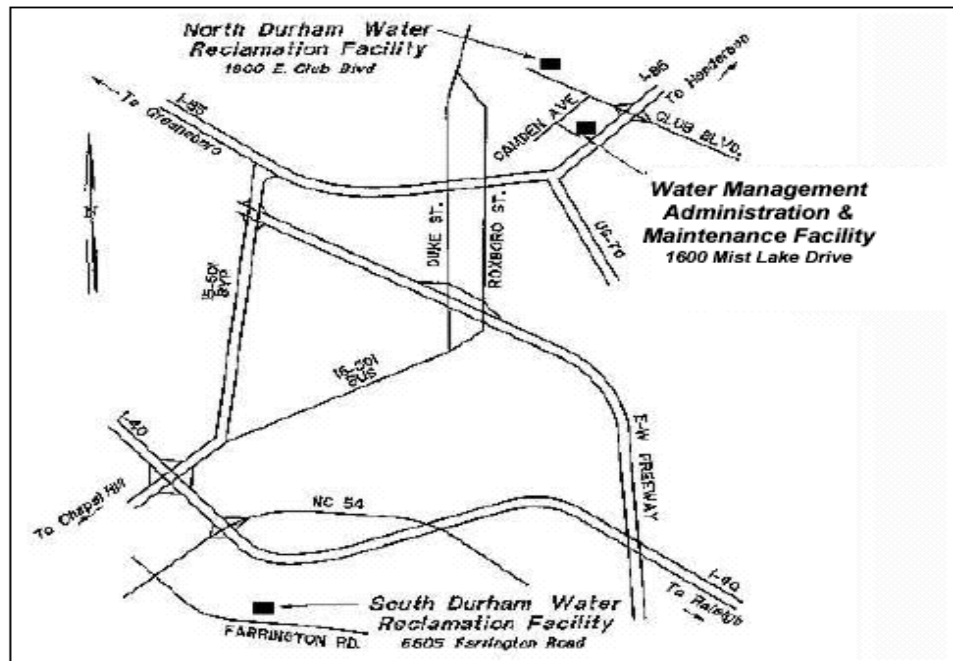 North Durham Water
Reclamation Facility
1900 E. Club Blvd
I-85
To Henderson
I-85
To Greensboro
CAMDEN AVE.
CLUB BLVD.
Water Management
Administration &
Maintenance Facility
1600 Mist Lake Drive
N
DUKE ST.
ROXBORO ST.
US-70
15-501
BYP
15-501
BUS
I-40
To Chapel Hill
E-W FREEWAY
NC 54
I-40
To Raleigh
South Durham Water
Reclamation Facility
6605 Farrington Road
FARRINGTON RD.